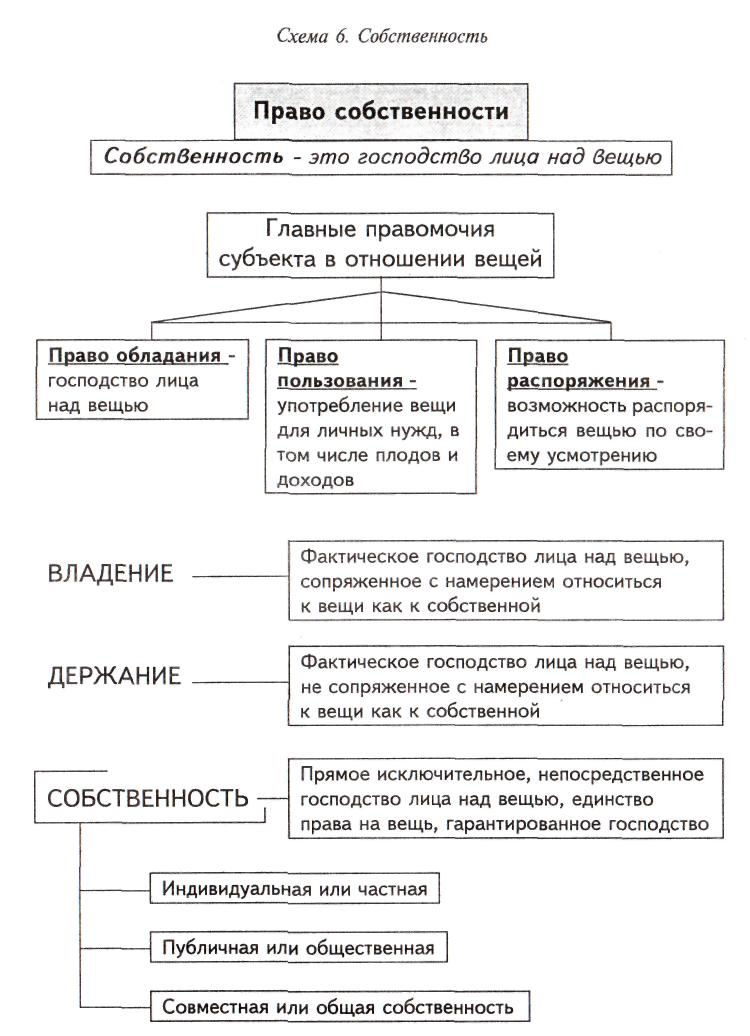 Схема 6. Собственность
Право собственности
Собственность - это господство лица над вещью
Главные правомочия
субъекта в отношении вещей
Право обладания -
господство лица
над вещью
Право
пользования -
употребление вещи
для личных нужд, в
том числе плодов и
доходов
Право
распоряжения -
возможность распоря-
диться вещью по сво-
ему усмотрению
ВЛАДЕНИЕ
Фактическое господство лица над вещью,
сопряженное с намерением относиться
к вещи как к собственной
ДЕРЖАНИЕ
Фактическое господство лица над вещью,
не сопряженное с намерением относиться
к вещи как к собственной
СОБСТВЕННОСТЬ
Прямое исключительное, непосредственное
господство лица над вещью, единство
права на вещь, гарантированное господство
Индивидуальная или частная
Публичная или общественная
Совместная или общая собственность